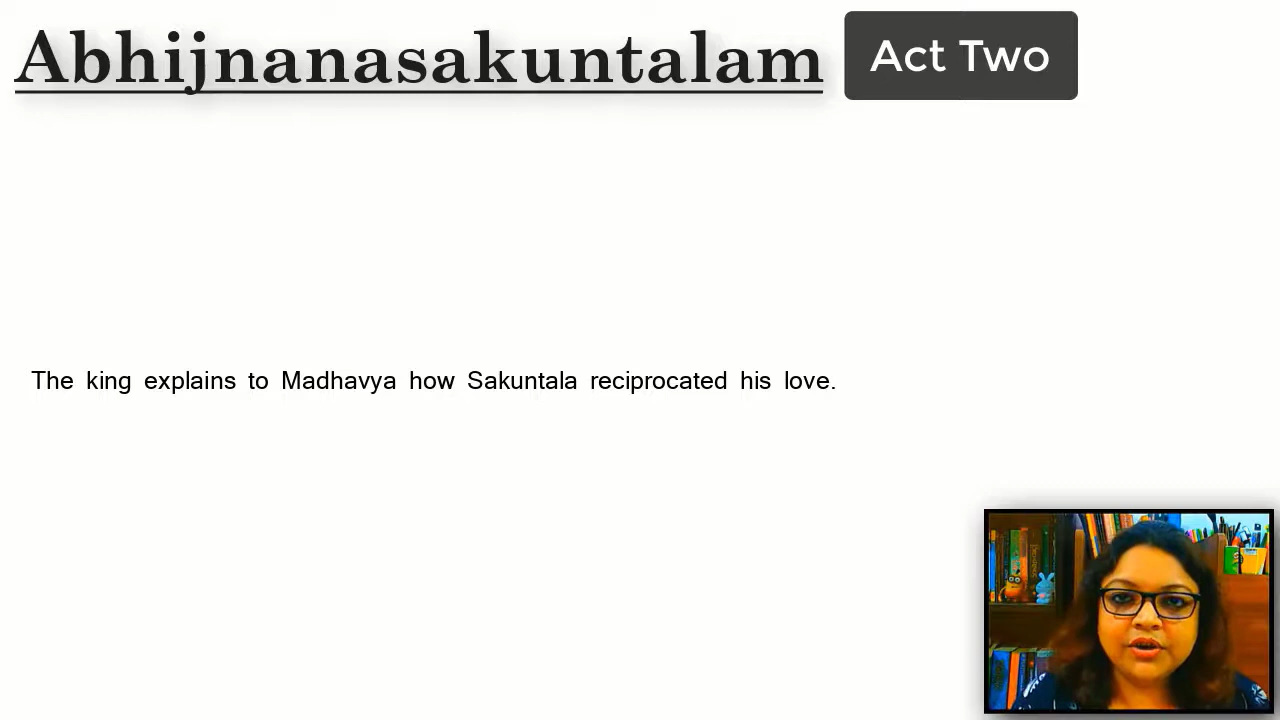 Abhijnanasakuntalam
Act Two
The king explains to Madhavya how Sakuntala reciprocated his love.